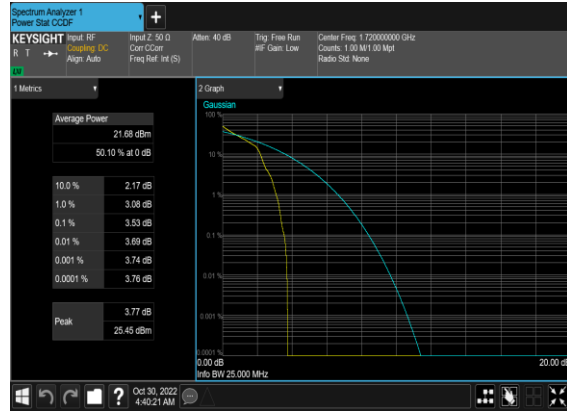 Spectrum Analyzer 1
Power Stat CCDF
+
KEYSIGHT
R T
LW
Input: RF
Coupling: DC
Align: Auto
Input Z: 50 Ω
Corr CCorr
Freq Ref: Int (S)
Atten: 40 dB
Trig: Free Run
#IF Gain: Low
Center Freq: 1.720000000 GHz
Counts: 1.00 M/1.00 Mpt
Radio Std: None
1 Metrics
Average Power
21.68 dBm
50.10 % at 0 dB
10.0 % 2.17 dB
1.0 % 3.08 dB
0.1 % 3.53 dB
0.01 % 3.69 dB
0.001 % 3.74 dB
0.0001 % 3.76 dB
Peak
3.77 dB
25.45 dBm
2 Graph
Gaussian
100 %
10 %
1 %
0.1 %
0.01 %
0.001 %
0.0001 %
0.00 dB
20.00 dB
Info BW 25.000 MHz
?
Oct 30, 2022
4:40:21 AM